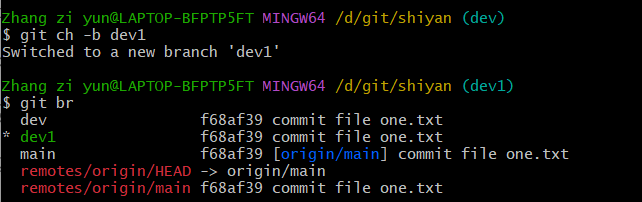 Zhang zi yun@LAPTOP-BFPTP5FT MINGW64 /d/git/shiyan (dev)
$ git ch -b dev1
Switched to a new branch 'dev1'
Zhang zi yun@LAPTOP-BFPTP5FT MINGW64 /d/git/shiyan (dev1)
$ git br
dev f68af39 commit file one.txt
* dev1 f68af39 commit file one.txt
main f68af39 [origin/main] commit file one.txt
remotes/origin/HEAD -> origin/main
remotes/origin/main f68af39 commit file one.txt